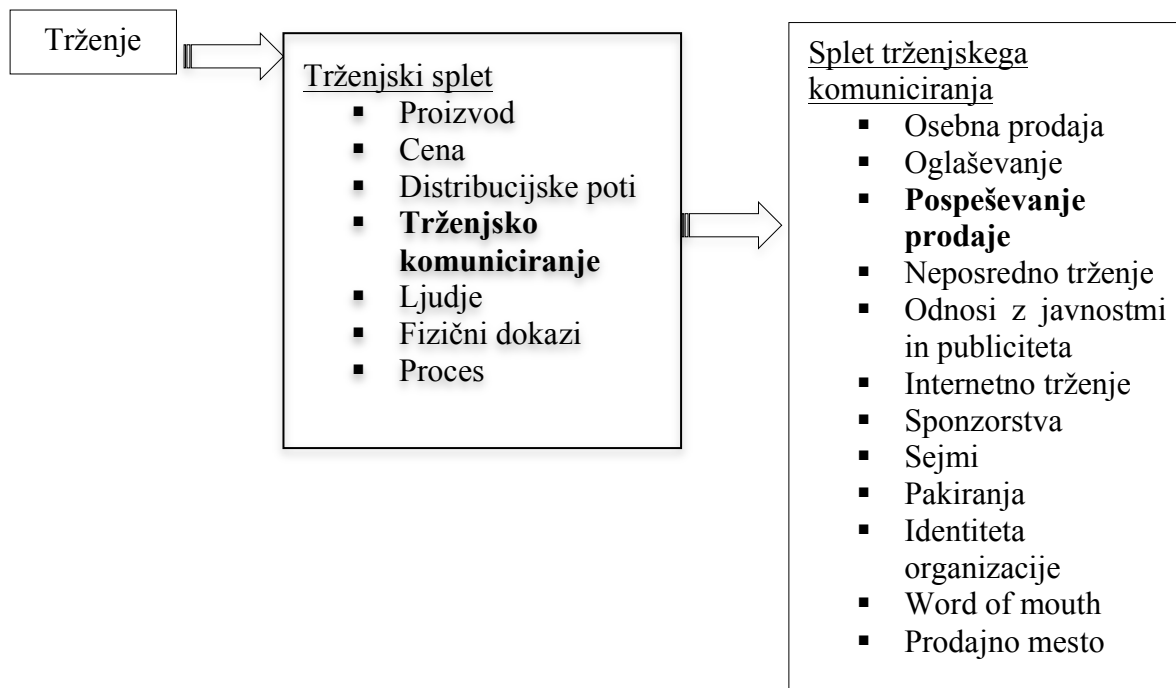 Trženje
Trženjski splet
▪ Proizvod
▪ Cena
▪ Distribucijske poti
▪ Trženjsko
komuniciranje
▪ Ljudje
▪ Fizični dokazi
▪ Proces
Splet trženjskega
komuniciranja
▪ Osebna prodaja
▪ Oglaševanje
▪ Pospeševanje
prodaje
▪ Neposredno trženje
▪ Odnosi z javnostmi
in publiciteta
▪ Internetno trženje
▪ Sponzorstva
▪ Sejmi
▪ Pakiranja
▪ Identiteta
organizacije
▪ Word of mouth
▪ Prodajno mesto